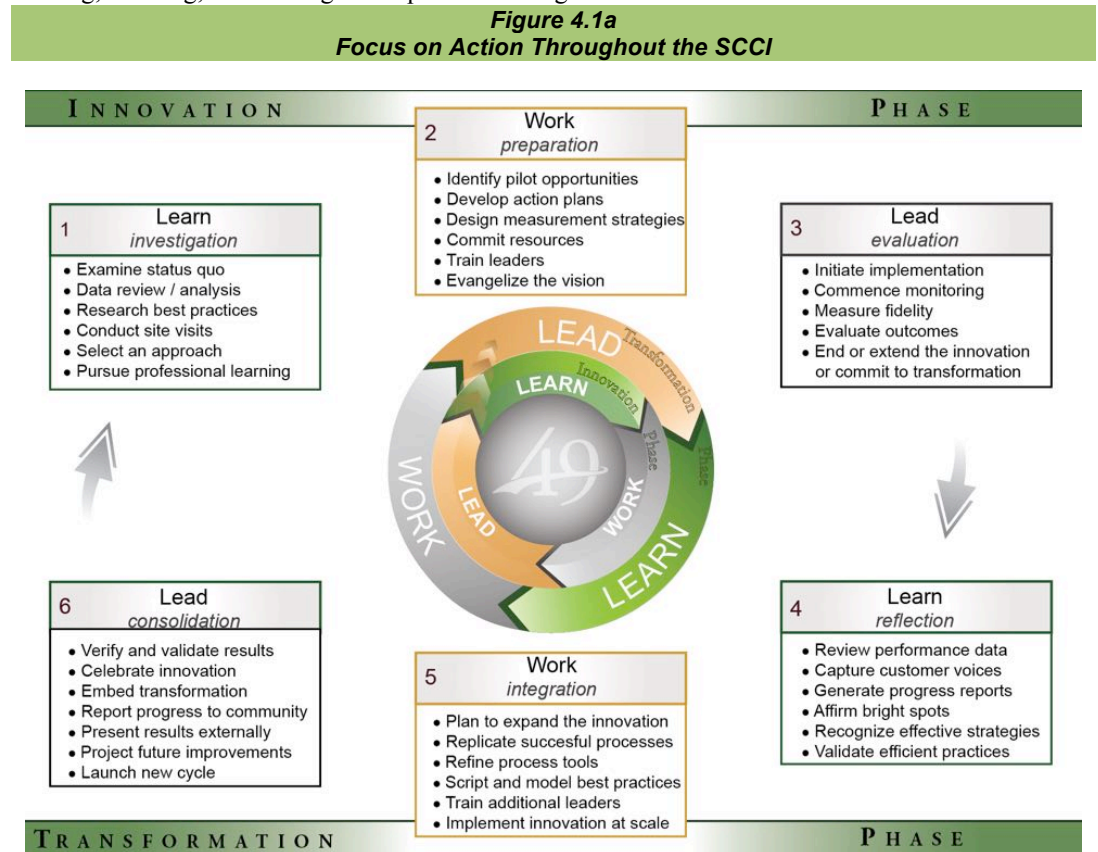 Figure 4.1a
Focus on Action Throughout the SCCI
INNOVATION PHASE
1 Learn
investigation
• Examine status quo
• Data review / analysis
• Research best practices
• Conduct site visits
• Select an approach
• Pursue professional learning
2 Work
preparation
• Identify pilot opportunities
• Develop action plans
• Design measurement strategies
• Commit resources
• Train leaders
• Evangelize the vision
3 Lead
evaluation
• Initiate implementation
• Commence monitoring
• Measure fidelity
• Evaluate outcomes
• End or extend the innovation
or commit to transformation
LEAD
Transformation
Phase
LEARN
WORK
LEARN
Innovation
Phase
WORK
LEAD
49
4 Learn
reflection
• Review performance data
• Capture customer voices
• Generate progress reports
• Affirm bright spots
• Recognize effective strategies
• Validate efficient practices
5 Work
integration
• Plan to expand the innovation
• Replicate succesful processes
• Refine process tools
• Script and model best practices
• Train additional leaders
• Implement innovation at scale
6 Lead
consolidation
• Verify and validate results
• Celebrate innovation
• Embed transformation
• Report progress to community
• Present results externally
• Project future improvements
• Launch new cycle
TRANSFORMATION PHASE